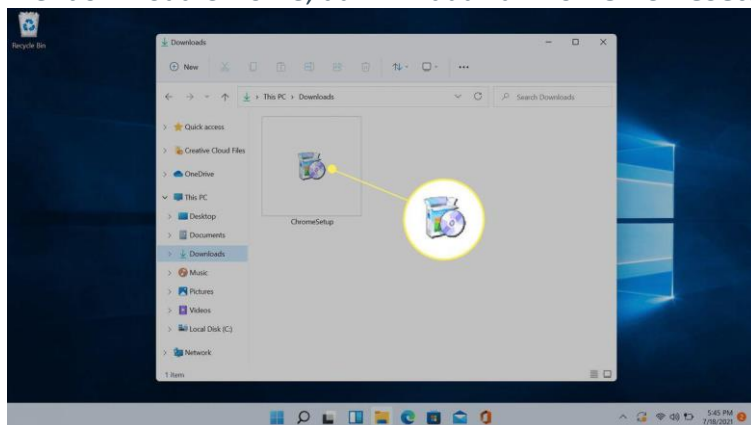 Recycle Bin
Downloads
New
This PC > Downloads
Search Downloads
Quick access
Creative Cloud Files
OneDrive
This PC
Desktop
Documents
Downloads
Music
Pictures
Videos
Local Disk (C:)
Network
ChromeSetup
1 item
5:45 PM
7/18/2021
2